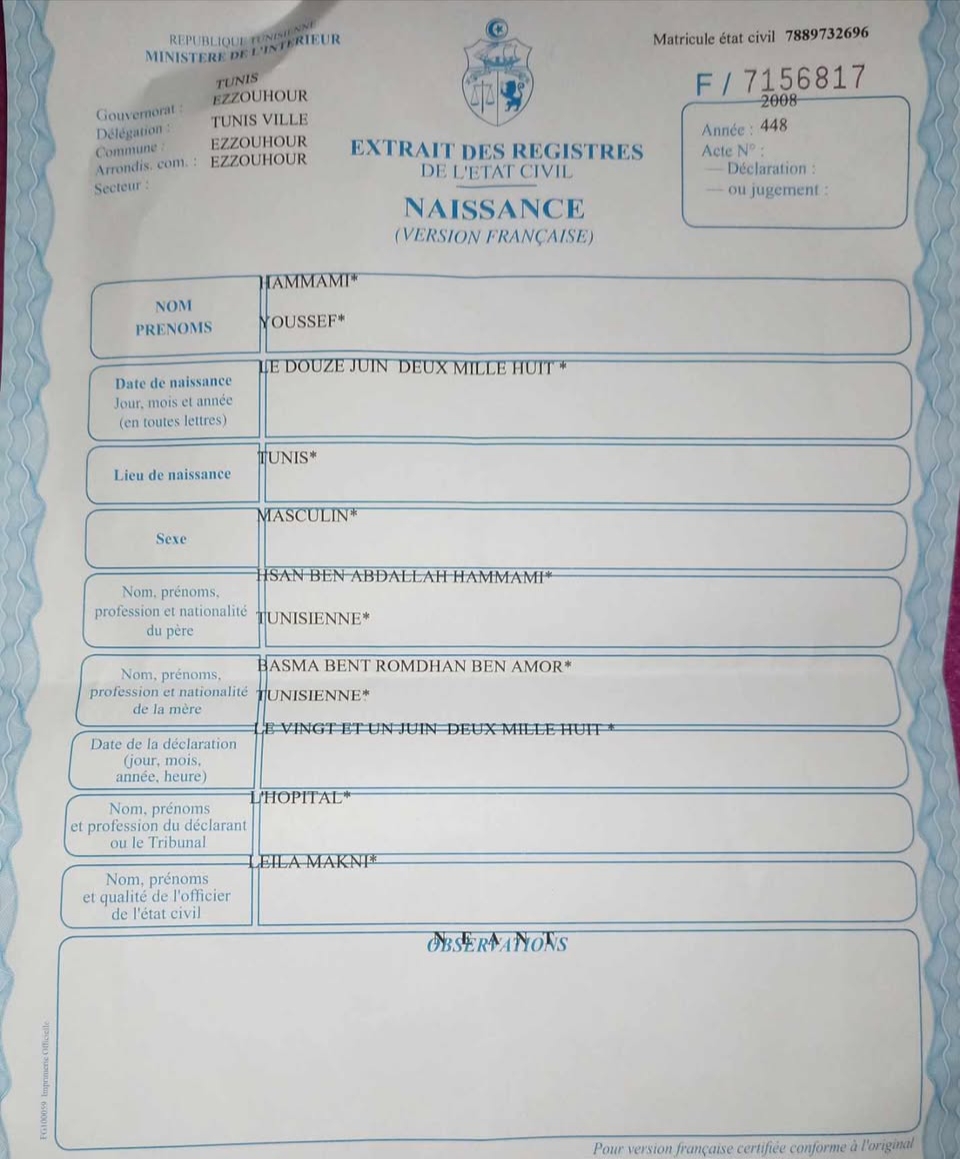 REPUBLIQUE TUNISIENNE
MINISTERE DE L'INTERIEUR
Matricule état civil 7889732696
F / 7156817
Gouvernorat : TUNIS
Délégation : EZZOUHOUR
Commune : TUNIS VILLE
Arrondis. com. : EZZOUHOUR
Secteur : EZZOUHOUR
2008
Année : 448
Acte N° :
— Déclaration :
— ou jugement :
EXTRAIT DES REGISTRES
DE L'ETAT CIVIL
NAISSANCE
(VERSION FRANÇAISE)
NOM
PRENOMS
HAMMAMI*
YOUSSEF*
Date de naissance
Jour, mois et année
(en toutes lettres)
LE DOUZE JUIN DEUX MILLE HUIT *
Lieu de naissance
TUNIS*
Sexe
MASCULIN*
Nom, prénoms,
profession et nationalité
du père
HSAN BEN ABDALLAH HAMMAMI*
TUNISIENNE*
Nom, prénoms,
profession et nationalité
de la mère
BASMA BENT ROMDHAN BEN AMOR*
TUNISIENNE*
Date de la déclaration
(jour, mois,
année, heure)
LE VINGT ET UN JUIN DEUX MILLE HUIT *
Nom, prénoms
et profession du déclarant
ou le Tribunal
L'HOPITAL*
Nom, prénoms
et qualité de l'officier
de l'état civil
LEILA MAKNI*
N E A N T
OBSERVATIONS
FG100059 Imprimerie Officielle
Pour version française certifiée conforme à l'original